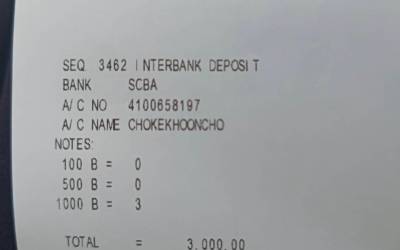 SEQ 3462 INTERBANK DEPOSIT
BANK SCBA
A/C NO 4100658197
A/C NAME CHOKEKHOONCHO
NOTES:
100 B = 0
500 B = 0
1000 B = 3
TOTAL = 3,000.00